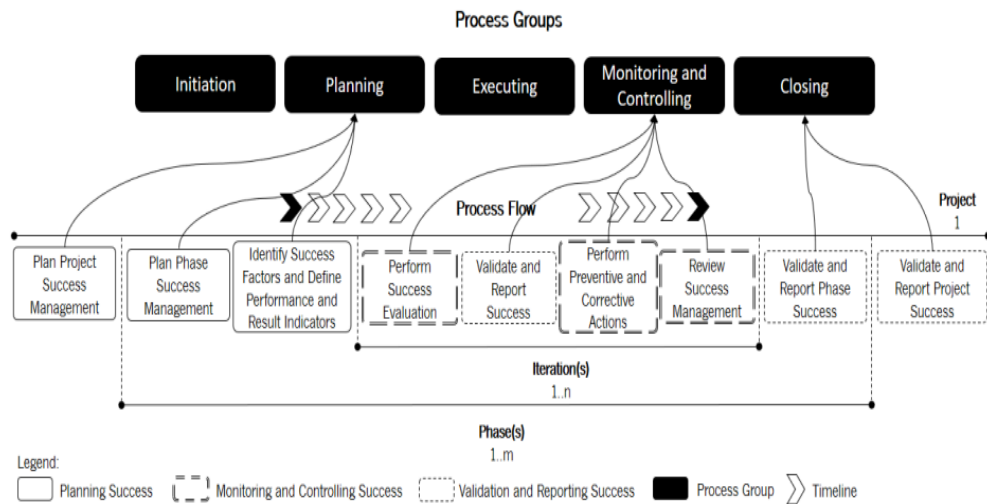 Process Groups
Initiation
Planning
Executing
Monitoring and
Controlling
Closing
Process Flow
Project
1
Plan Project
Success
Management
Plan Phase
Success
Management
Identify Success
Factors and Define
Performance and
Result Indicators
Perform
Success
Evaluation
Validate and
Report
Success
Perform
Preventive and
Corrective
Actions
Review
Success
Management
Validate and
Report Phase
Success
Validate and
Report Project
Success
Iteration(s)
1..n
Phase(s)
1..m
Legend:
Planning Success
Monitoring and Controlling Success
Validation and Reporting Success
Process Group
Timeline